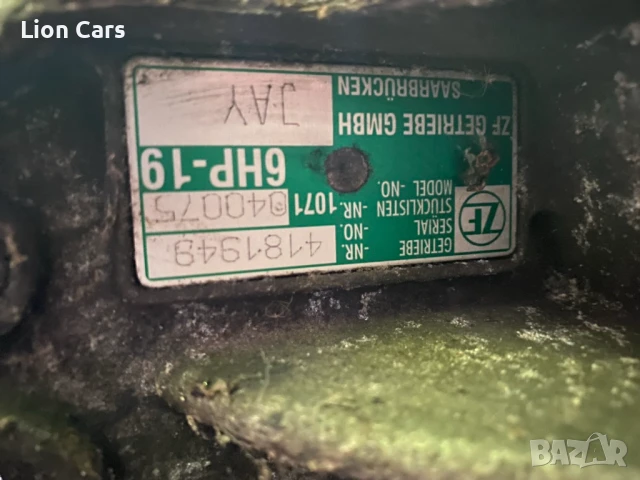 Lion Cars
GETRIEBE -NR.
SERIAL -NO. 4181949
STÜCKLISTEN -NR. 1071 040075
MODEL -NO.
ZF
6HP-19
ZF GETRIEBE GMBH JAY
SAARBRÜCKEN
BAZAR